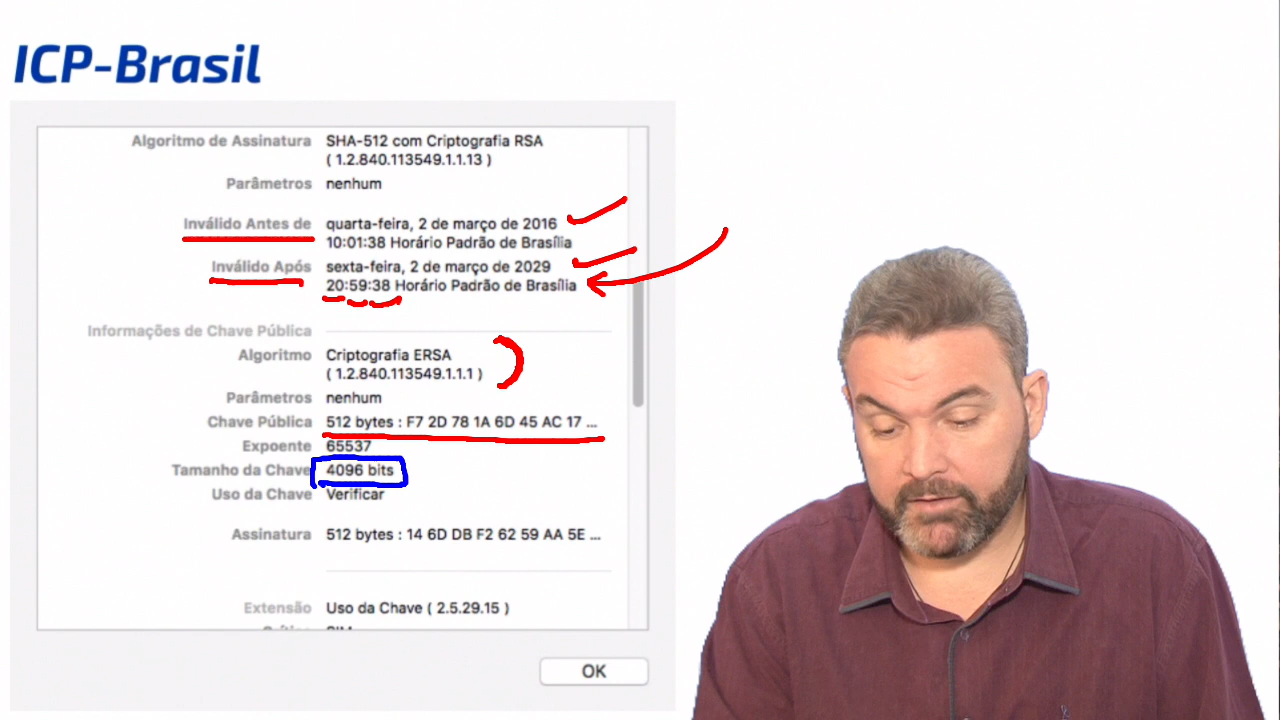 ICP-Brasil
Algoritmo de Assinatura SHA-512 com Criptografia RSA
( 1.2.840.113549.1.1.13 )
Parâmetros nenhum
Inválido Antes de quarta-feira, 2 de março de 2016
10:01:38 Horário Padrão de Brasília
Inválido Após sexta-feira, 2 de março de 2029
20:59:38 Horário Padrão de Brasília
Informações de Chave Pública
Algoritmo Criptografia ERSA
( 1.2.840.113549.1.1.1 )
Parâmetros nenhum
Chave Pública 512 bytes : F7 2D 78 1A 6D 45 AC 17 ...
Expoente 65537
Tamanho da Chave 4096 bits
Uso da Chave Verificar
Assinatura 512 bytes : 14 6D DB F2 62 59 AA 5E ...
Extensão Uso da Chave ( 2.5.29.15 )
OK